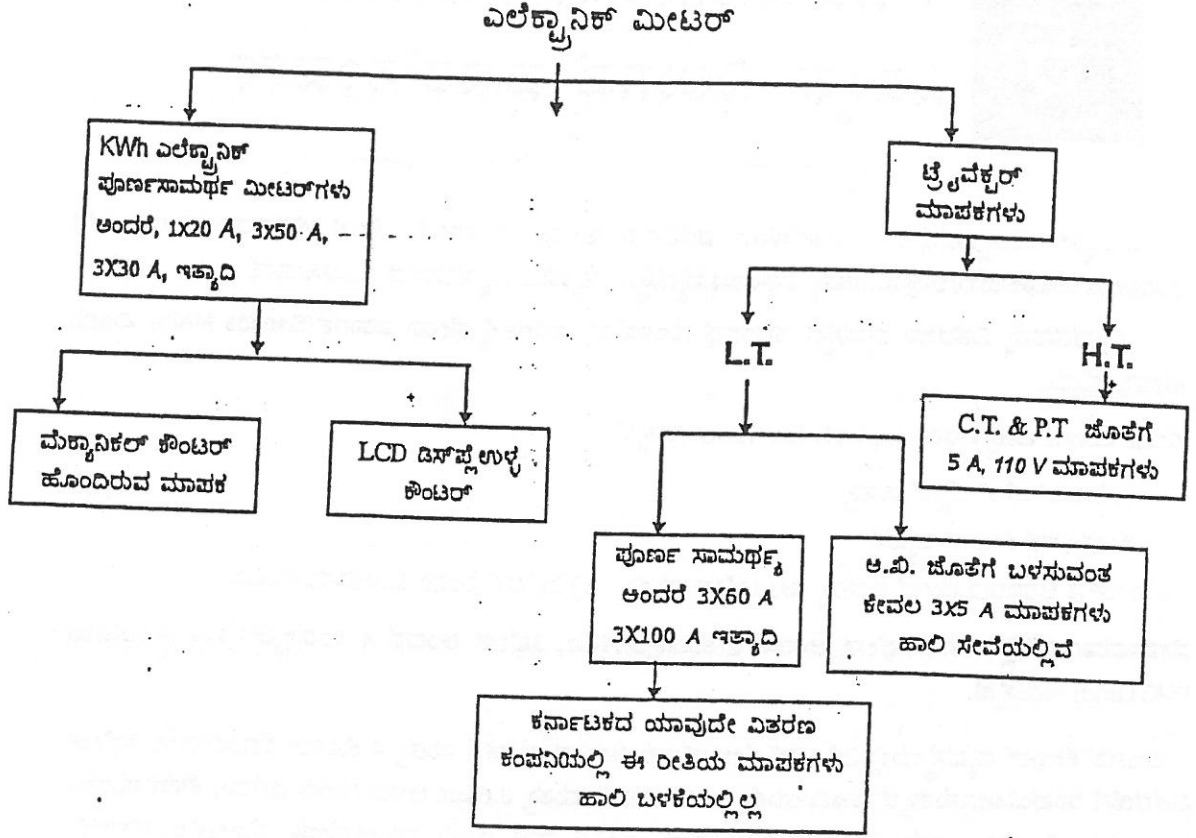 ಎಲೆಕ್ಟ್ರಾನಿಕ್ ಮೀಟರ್
KWh ಎಲೆಕ್ಟ್ರಾನಿಕ್
ಪೂರ್ಣಸಾಮರ್ಥ ಮೀಟರ್‌ಗಳು
ಅಂದರೆ, 1X20 A, 3X50 A,
3X30 A, ಇತ್ಯಾದಿ
ಟ್ರೈವೆಕ್ಟರ್
ಮಾಪಕಗಳು
L.T.
H.T.
ಮೆಕ್ಯಾನಿಕಲ್ ಕೌಂಟರ್
ಹೊಂದಿರುವ ಮಾಪಕ
LCD ಡಿಸ್‌ಪ್ಲೆ ಉಳ್ಳ
ಕೌಂಟರ್
C.T. & P.T ಜೊತೆಗೆ
5 A, 110 V ಮಾಪಕಗಳು
ಪೂರ್ಣ ಸಾಮರ್ಥ್ಯ
ಅಂದರೆ 3X60 A
3X100 A ಇತ್ಯಾದಿ
ಆ.ಖಿ. ಜೊತೆಗೆ ಬಳಸುವಂತ
ಕೇವಲ 3X5 A ಮಾಪಕಗಳು
ಹಾಲಿ ಸೇವೆಯಲ್ಲಿವೆ
ಕರ್ನಾಟಕದ ಯಾವುದೇ ವಿತರಣ
ಕಂಪನಿಯಲ್ಲಿ ಈ ರೀತಿಯ ಮಾಪಕಗಳು
ಹಾಲಿ ಬಳಕೆಯಲ್ಲಿಲ್ಲ